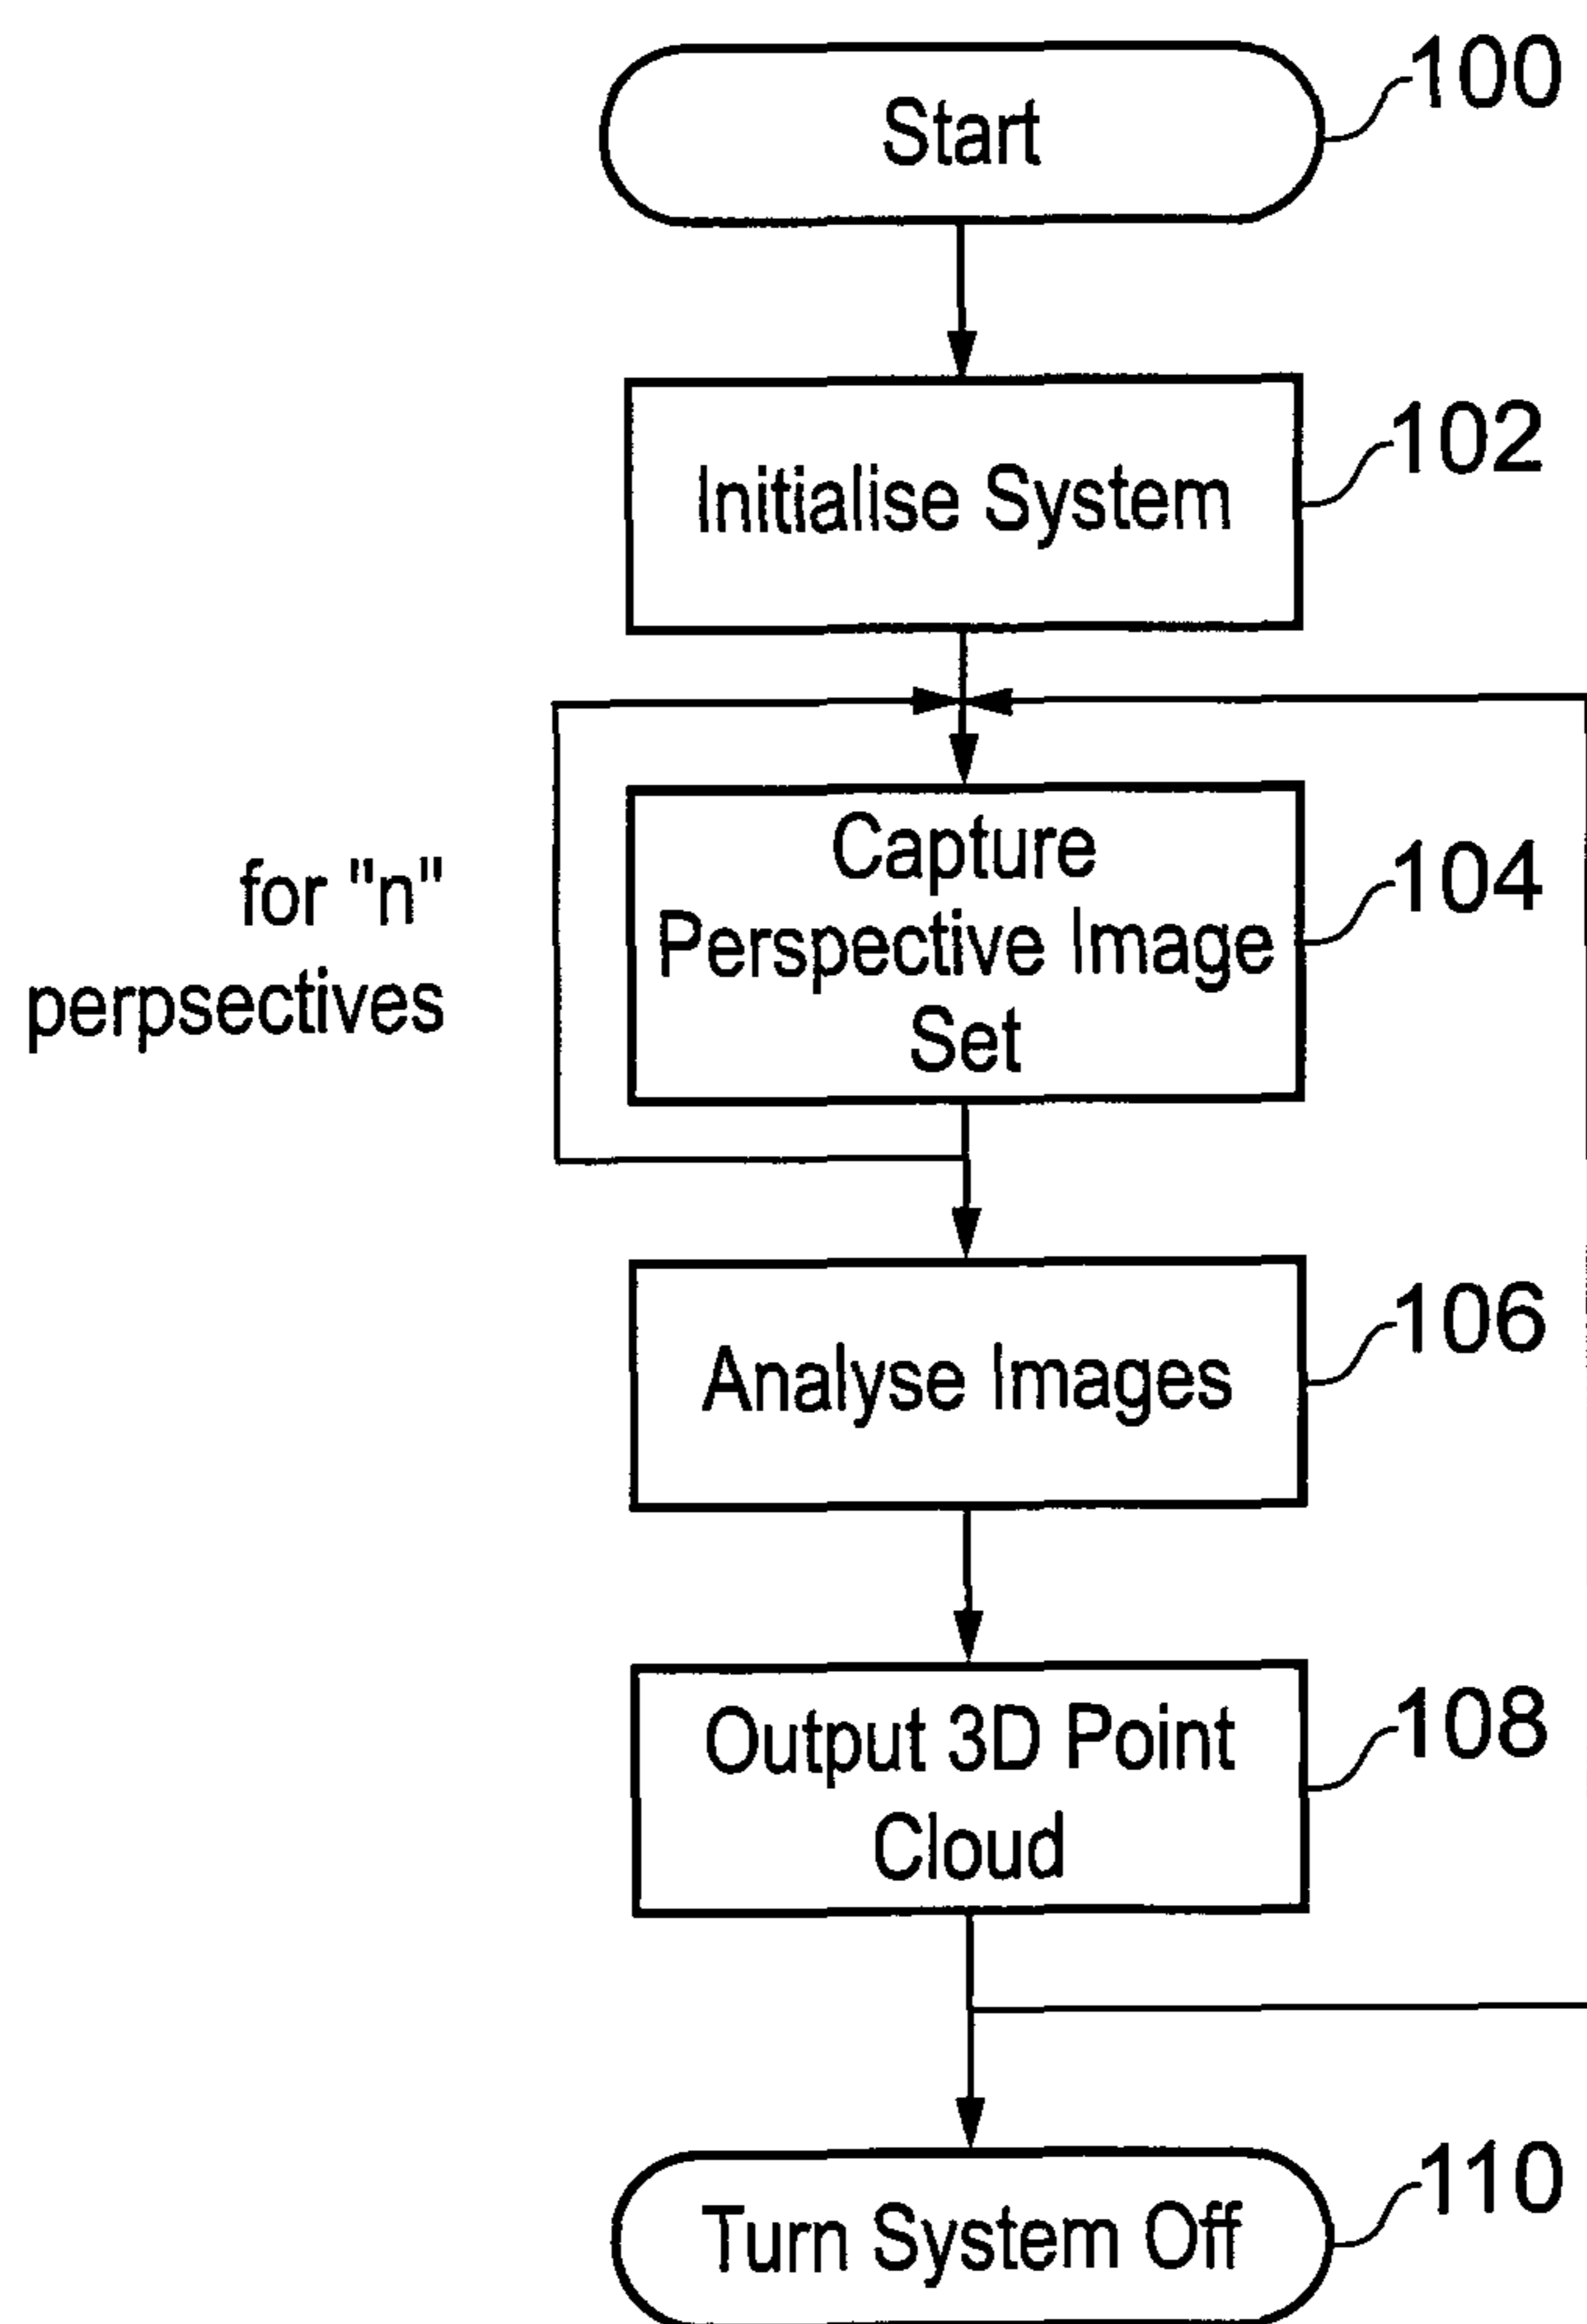 Start
100
Initialise System
102
for "n"
perpsectives
Capture
Perspective Image
Set
104
Analyse Images
106
Output 3D Point
Cloud
108
Turn System Off
110